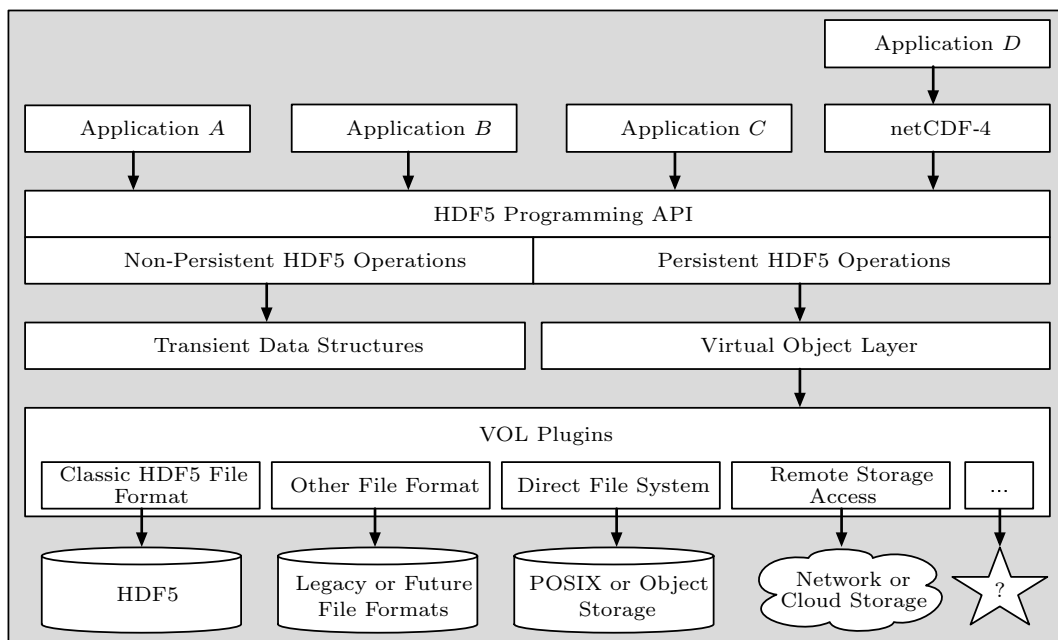 Application D
Application A
Application B
Application C
netCDF-4
HDF5 Programming API
Non-Persistent HDF5 Operations
Persistent HDF5 Operations
Transient Data Structures
Virtual Object Layer
VOL Plugins
Classic HDF5 File
Format
Other File Format
Direct File System
Remote Storage
Access
...
HDF5
Legacy or Future
File Formats
POSIX or Object
Storage
Network or
Cloud Storage
?